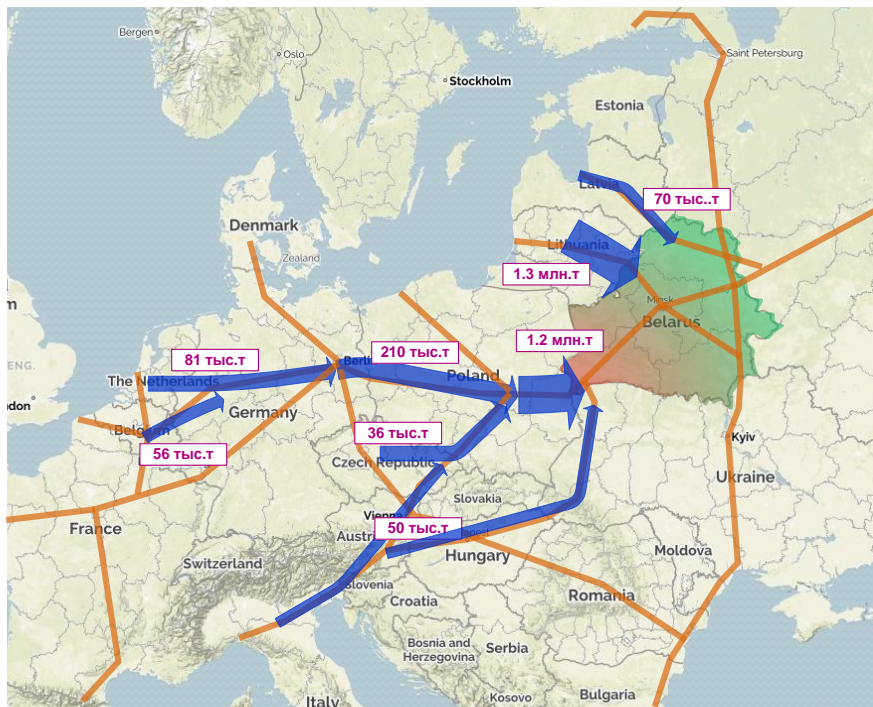 Bergen
Oslo
Stockholm
Saint Petersburg
Estonia
Latvia
70 тыс..т
Denmark
Zealand
Lithuania
1.3 млн.т
Minsk
Belarus
ENG.
81 тыс.т
210 тыс.т
1.2 млн.т
Berlin
The Netherlands
Poland
ndon
Germany
Belgium
Kyiv
56 тыс.т
36 тыс.т
Czech Republic
Ukraine
Slovakia
Vienna
50 тыс.т
France
Hungary
Moldova
Switzerland
Slovenia
Croatia
Romania
Bosnia and
Herzegovina
Serbia
Italy
Kosovo
Bulgaria